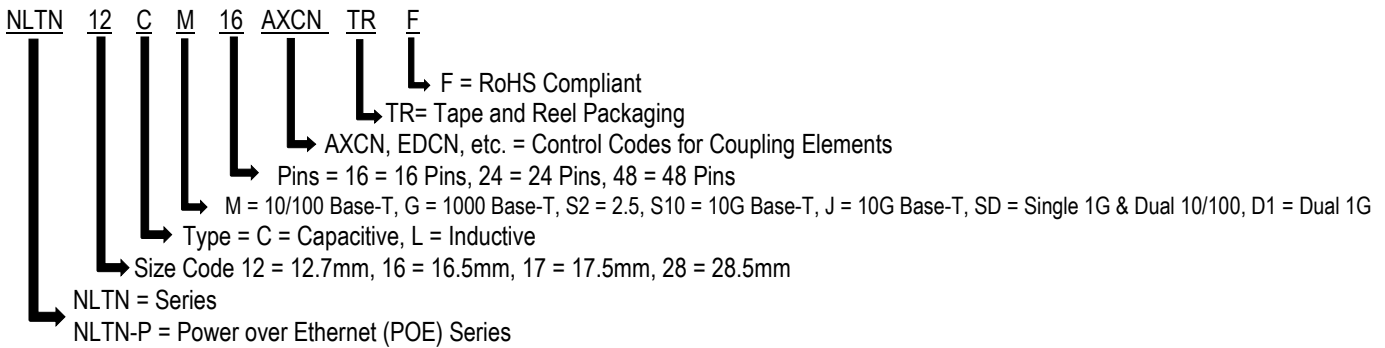 NLTN 12 C M 16 AXCN TR F
F = RoHS Compliant
TR= Tape and Reel Packaging
AXCN, EDCN, etc. = Control Codes for Coupling Elements
Pins = 16 = 16 Pins, 24 = 24 Pins, 48 = 48 Pins
M = 10/100 Base-T, G = 1000 Base-T, S2 = 2.5, S10 = 10G Base-T, J = 10G Base-T, SD = Single 1G & Dual 10/100, D1 = Dual 1G
Type = C = Capacitive, L = Inductive
Size Code 12 = 12.7mm, 16 = 16.5mm, 17 = 17.5mm, 28 = 28.5mm
NLTN = Series
NLTN-P = Power over Ethernet (POE) Series